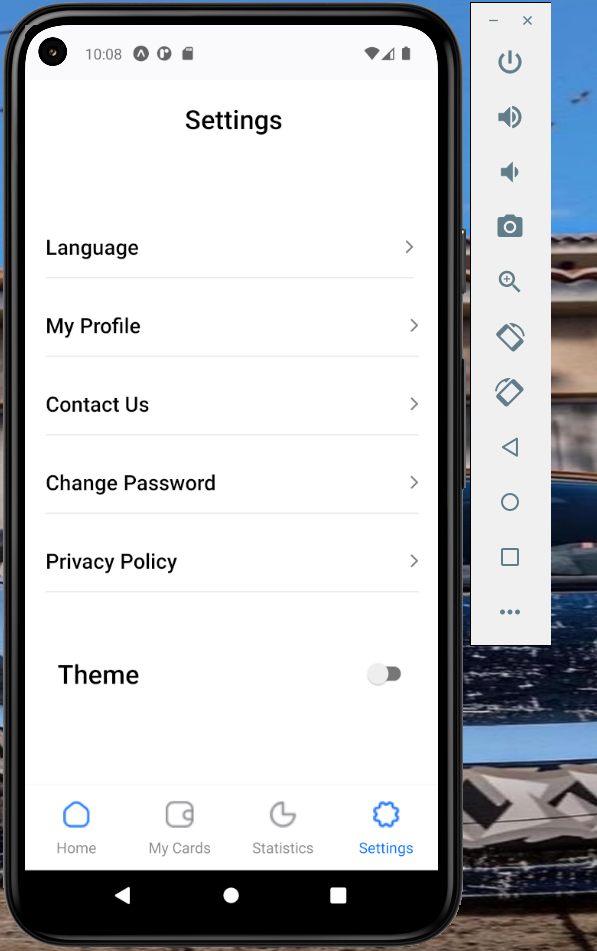 10:08
Settings
Language
My Profile
Contact Us
Change Password
Privacy Policy
Theme
Home
My Cards
Statistics
Settings